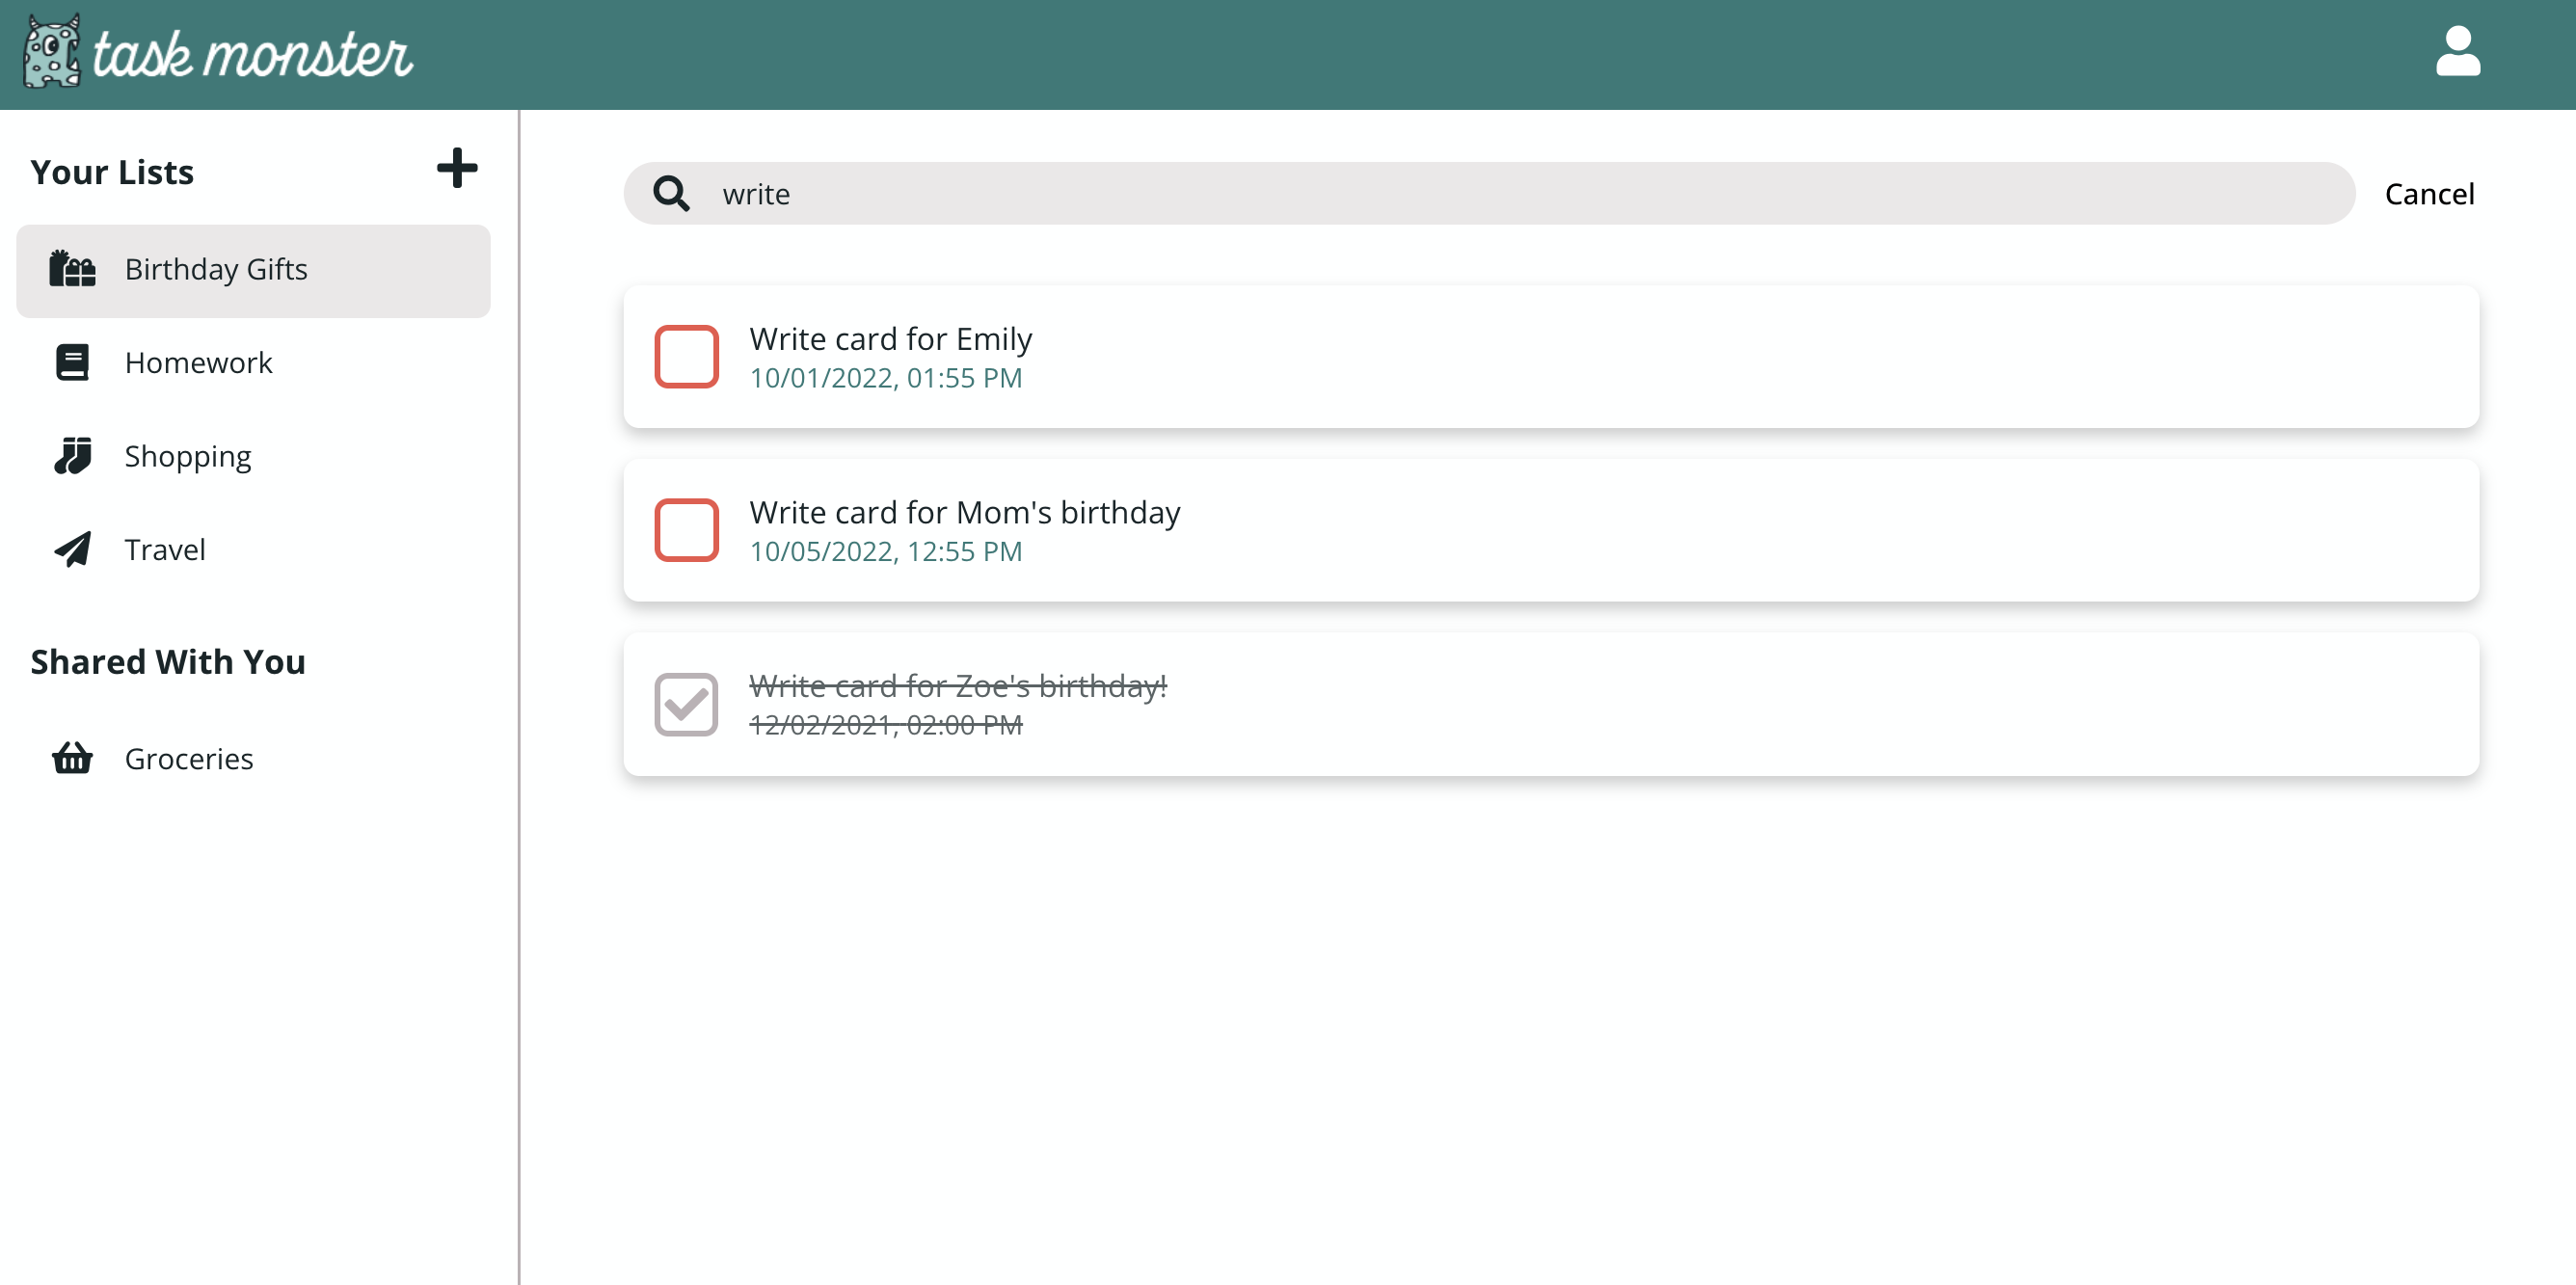 task monster
Your Lists
Birthday Gifts
Homework
Shopping
Travel
Shared With You
Groceries
write
Cancel
Write card for Emily
10/01/2022, 01:55 PM
Write card for Mom's birthday
10/05/2022, 12:55 PM
Write card for Zoe's birthday!
12/02/2021, 02:00 PM